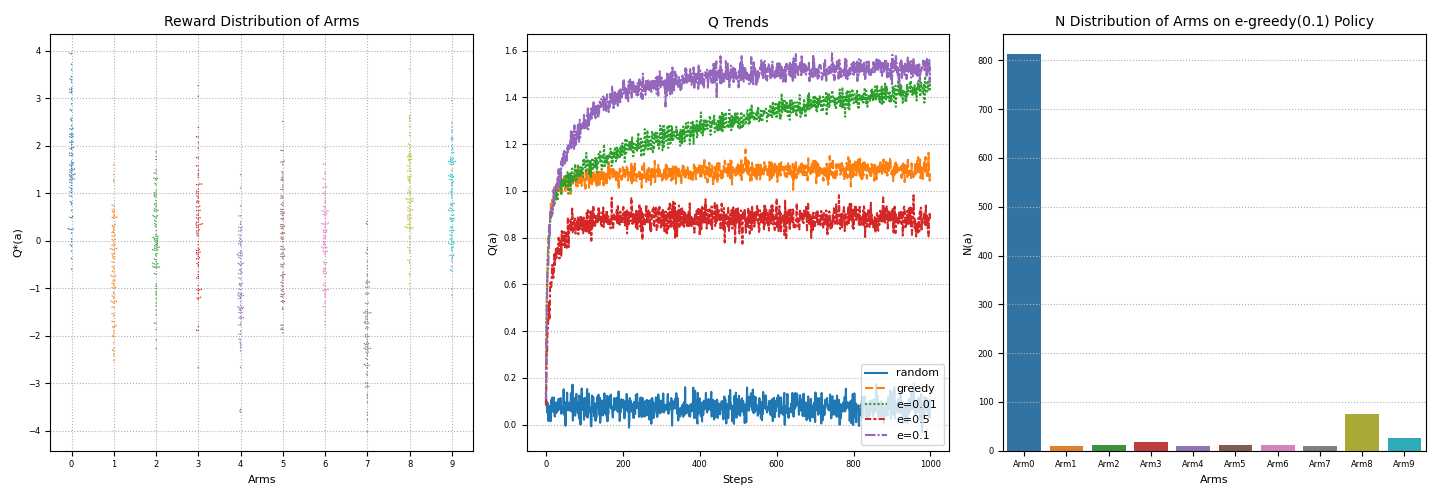 Reward Distribution of Arms
Q*(a)
4
3
2
1
0
−1
−2
−3
−4
0 1 2 3 4 5 6 7 8 9
Arms
Q Trends
Q(a)
1.6
1.4
1.2
1.0
0.8
0.6
0.4
0.2
0.0
random
greedy
e=0.01
e=0.5
e=0.1
0 200 400 600 800 1000
Steps
N Distribution of Arms on e-greedy(0.1) Policy
N(a)
800
700
600
500
400
300
200
100
0
Arm0 Arm1 Arm2 Arm3 Arm4 Arm5 Arm6 Arm7 Arm8 Arm9
Arms